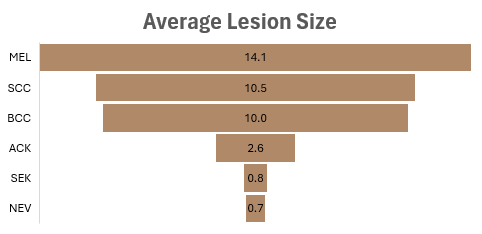 Average Lesion Size
MEL 14.1
SCC 10.5
BCC 10.0
ACK 2.6
SEK 0.8
NEV 0.7